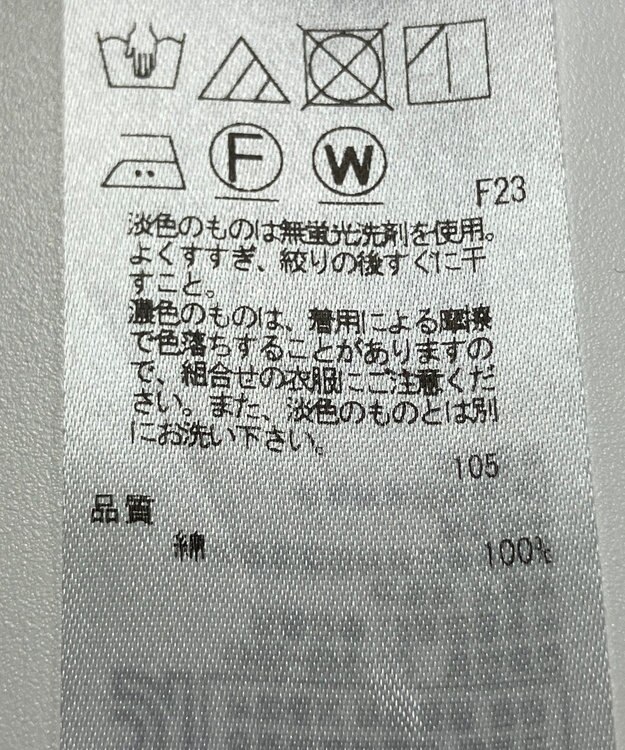 F
W
F23
淡色のものは無蛍光洗剤を使用。
よくすすぎ、絞りの後すぐに干
すこと。
濃色のものは、着用による摩擦
で色落ちすることがありますの
で、組合せの衣服にご注意くだ
さい。また、淡色のものとは別
にお洗い下さい。
105
品質
綿 100%